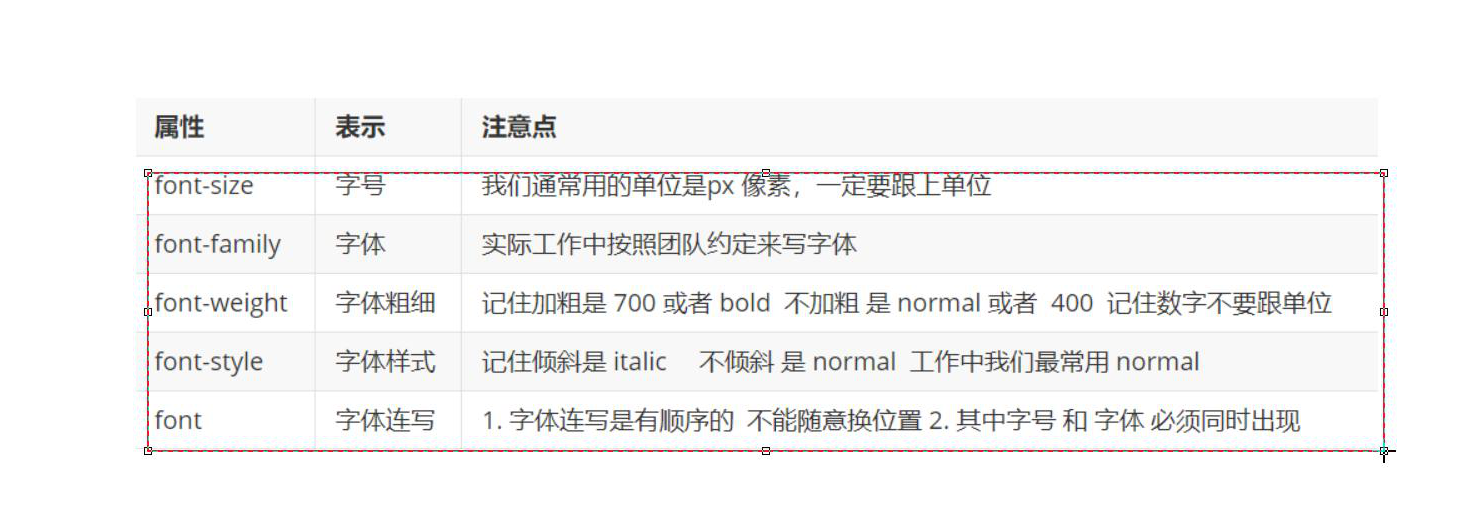 属性 表示 注意点
font-size 字号 我们通常用的单位是px 像素，一定要跟上单位
font-family 字体 实际工作中按照团队约定来写字体
font-weight 字体粗细 记住加粗是 700 或者 bold 不加粗 是 normal 或者 400 记住数字不要跟单位
font-style 字体样式 记住倾斜是 italic 不倾斜 是 normal 工作中我们最常用 normal
font 字体连写 1. 字体连写是有顺序的 不能随意换位置 2. 其中字号 和 字体 必须同时出现